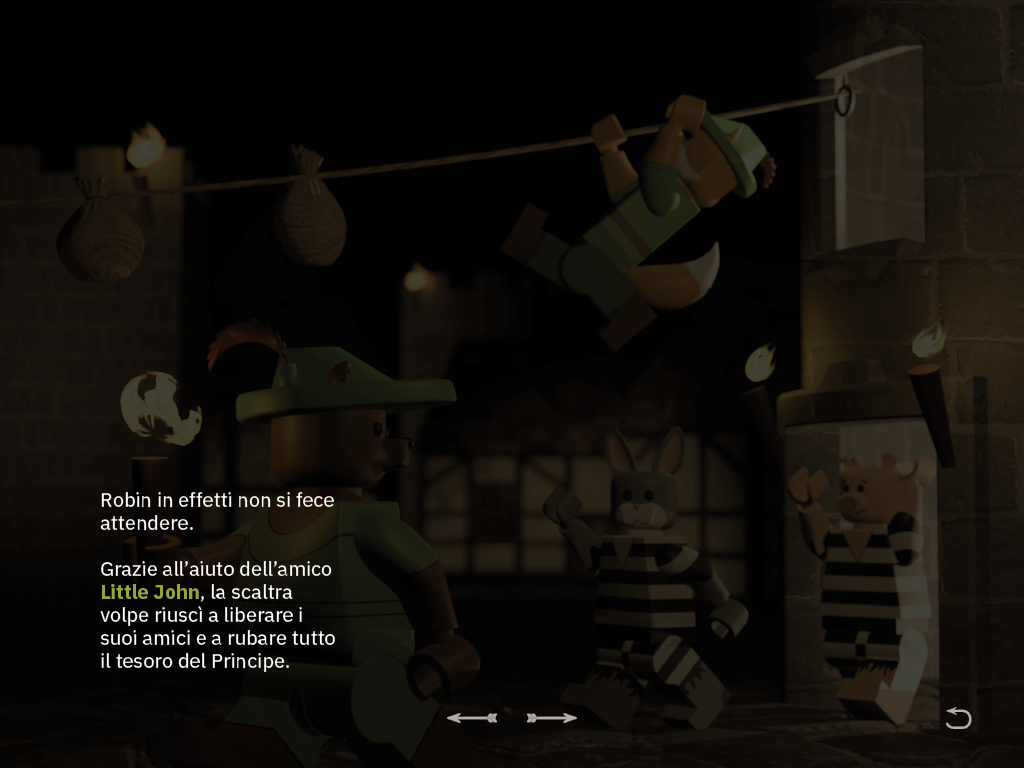 Robin in effetti non si fece
attendere.
Grazie all’aiuto dell’amico
Little John, la scaltra
volpe riuscì a liberare i
suoi amici e a rubare tutto
il tesoro del Principe.